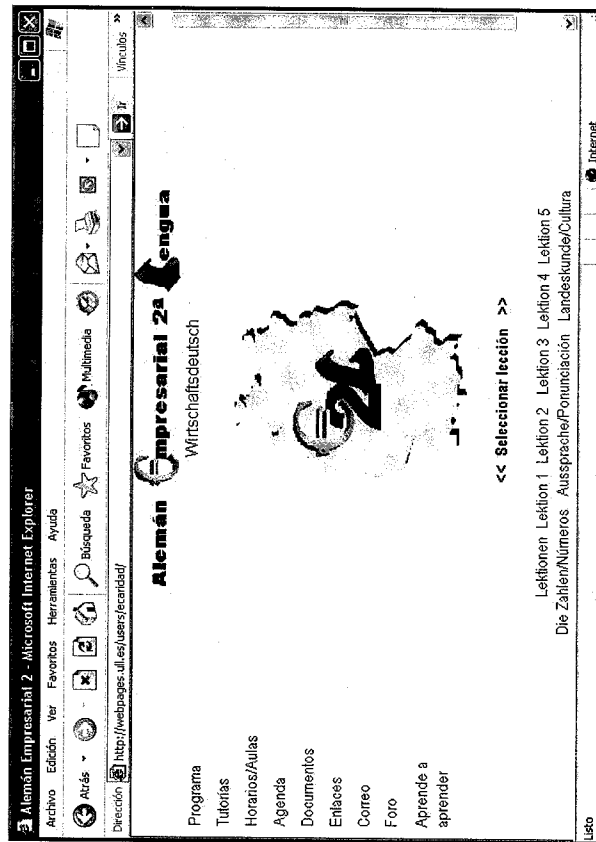 Alemán Empresarial 2 - Microsoft Internet Explorer
Archivo Edición Ver Favoritos Herramientas Ayuda
Atrás Búsqueda Favoritos Multimedia
Dirección http://webpages.ull.es/users/ecaridad/ Ir Vínculos »
Alemán Empresarial 2ª Lengua
Wirtschaftsdeutsch
Programa
Tutorías
Horarios/Aulas
Agenda
Documentos
Enlaces
Correo
Foro
Aprende a
aprender
<< Seleccionar lección >>
Lektionen Lektion 1 Lektion 2 Lektion 3 Lektion 4 Lektion 5
Die Zahlen/Números Aussprache/Ponunciación Landeskunde/Cultura
Listo Internet